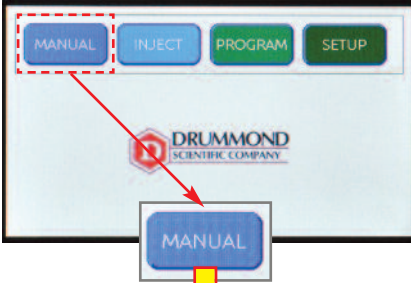 MANUAL INJECT PROGRAM SETUP
DRUMMOND
SCIENTIFIC COMPANY
MANUAL